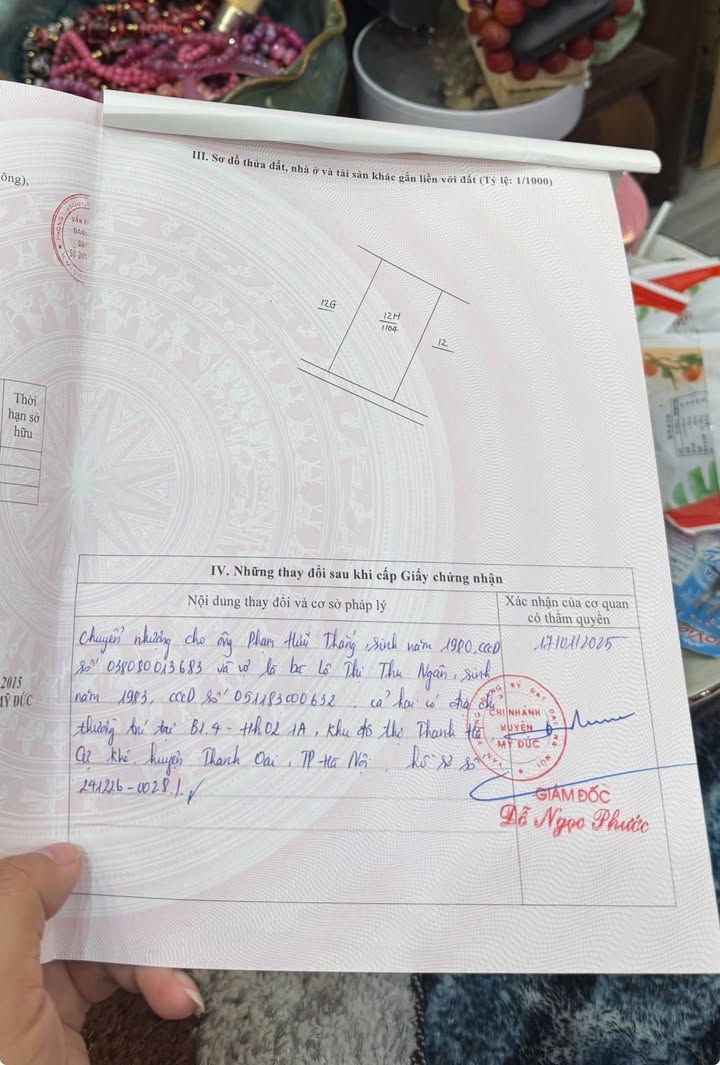 III. Sơ đồ thửa đất, nhà ở và tài sản khác gắn liền với đất (Tỷ lệ: 1/1000)
ông),
12G
12H
1104
12
Thời
hạn sở
hữu
IV. Những thay đổi sau khi cấp Giấy chứng nhận
Nội dung thay đổi và cơ sở pháp lý
Xác nhận của cơ quan
có thẩm quyền
Chuyển nhượng cho ông Phạm Hữu Thắng, sinh năm 1980, CCCD
số 038080013683 và vợ là bà Lô Thị Thu Ngân, sinh
năm 1983, CCCD số 051183000632, cả hai có địa chỉ
thường trú tại B1.4 - HH02 1A, Khu đô thị Thanh Hà
Cự Khê, huyện Thanh Oai, TP Hà Nội, hồ sơ số
241226-0028.
17/01/2025
2015
MỸ ĐỨC
CHI NHÁNH
HUYỆN
MỸ ĐỨC
GIÁM ĐỐC
Đỗ Ngọc Phước